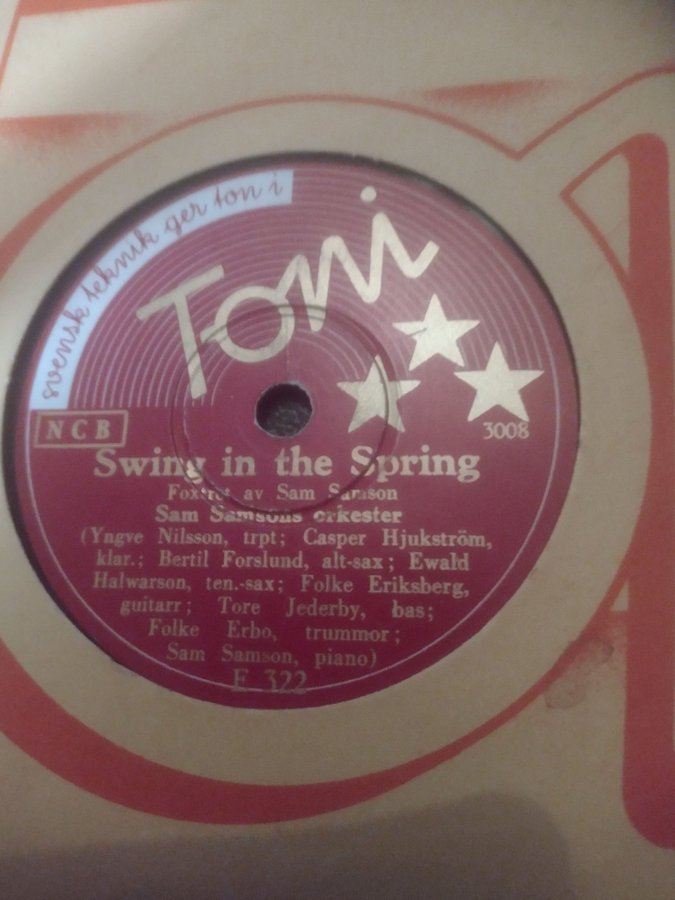 svensk teknik ger ton i
Toni
NCB
3008
Swing in the Spring
Foxtrot av Sam Samson
Sam Samsons orkester
(Yngve Nilsson, trpt; Casper Hjukström,
klar.; Bertil Forslund, alt-sax; Ewald
Halwarson, ten.-sax; Folke Eriksberg,
guitarr; Tore Jederby, bas;
Folke Erbo, trummor;
Sam Samson, piano)
E 322